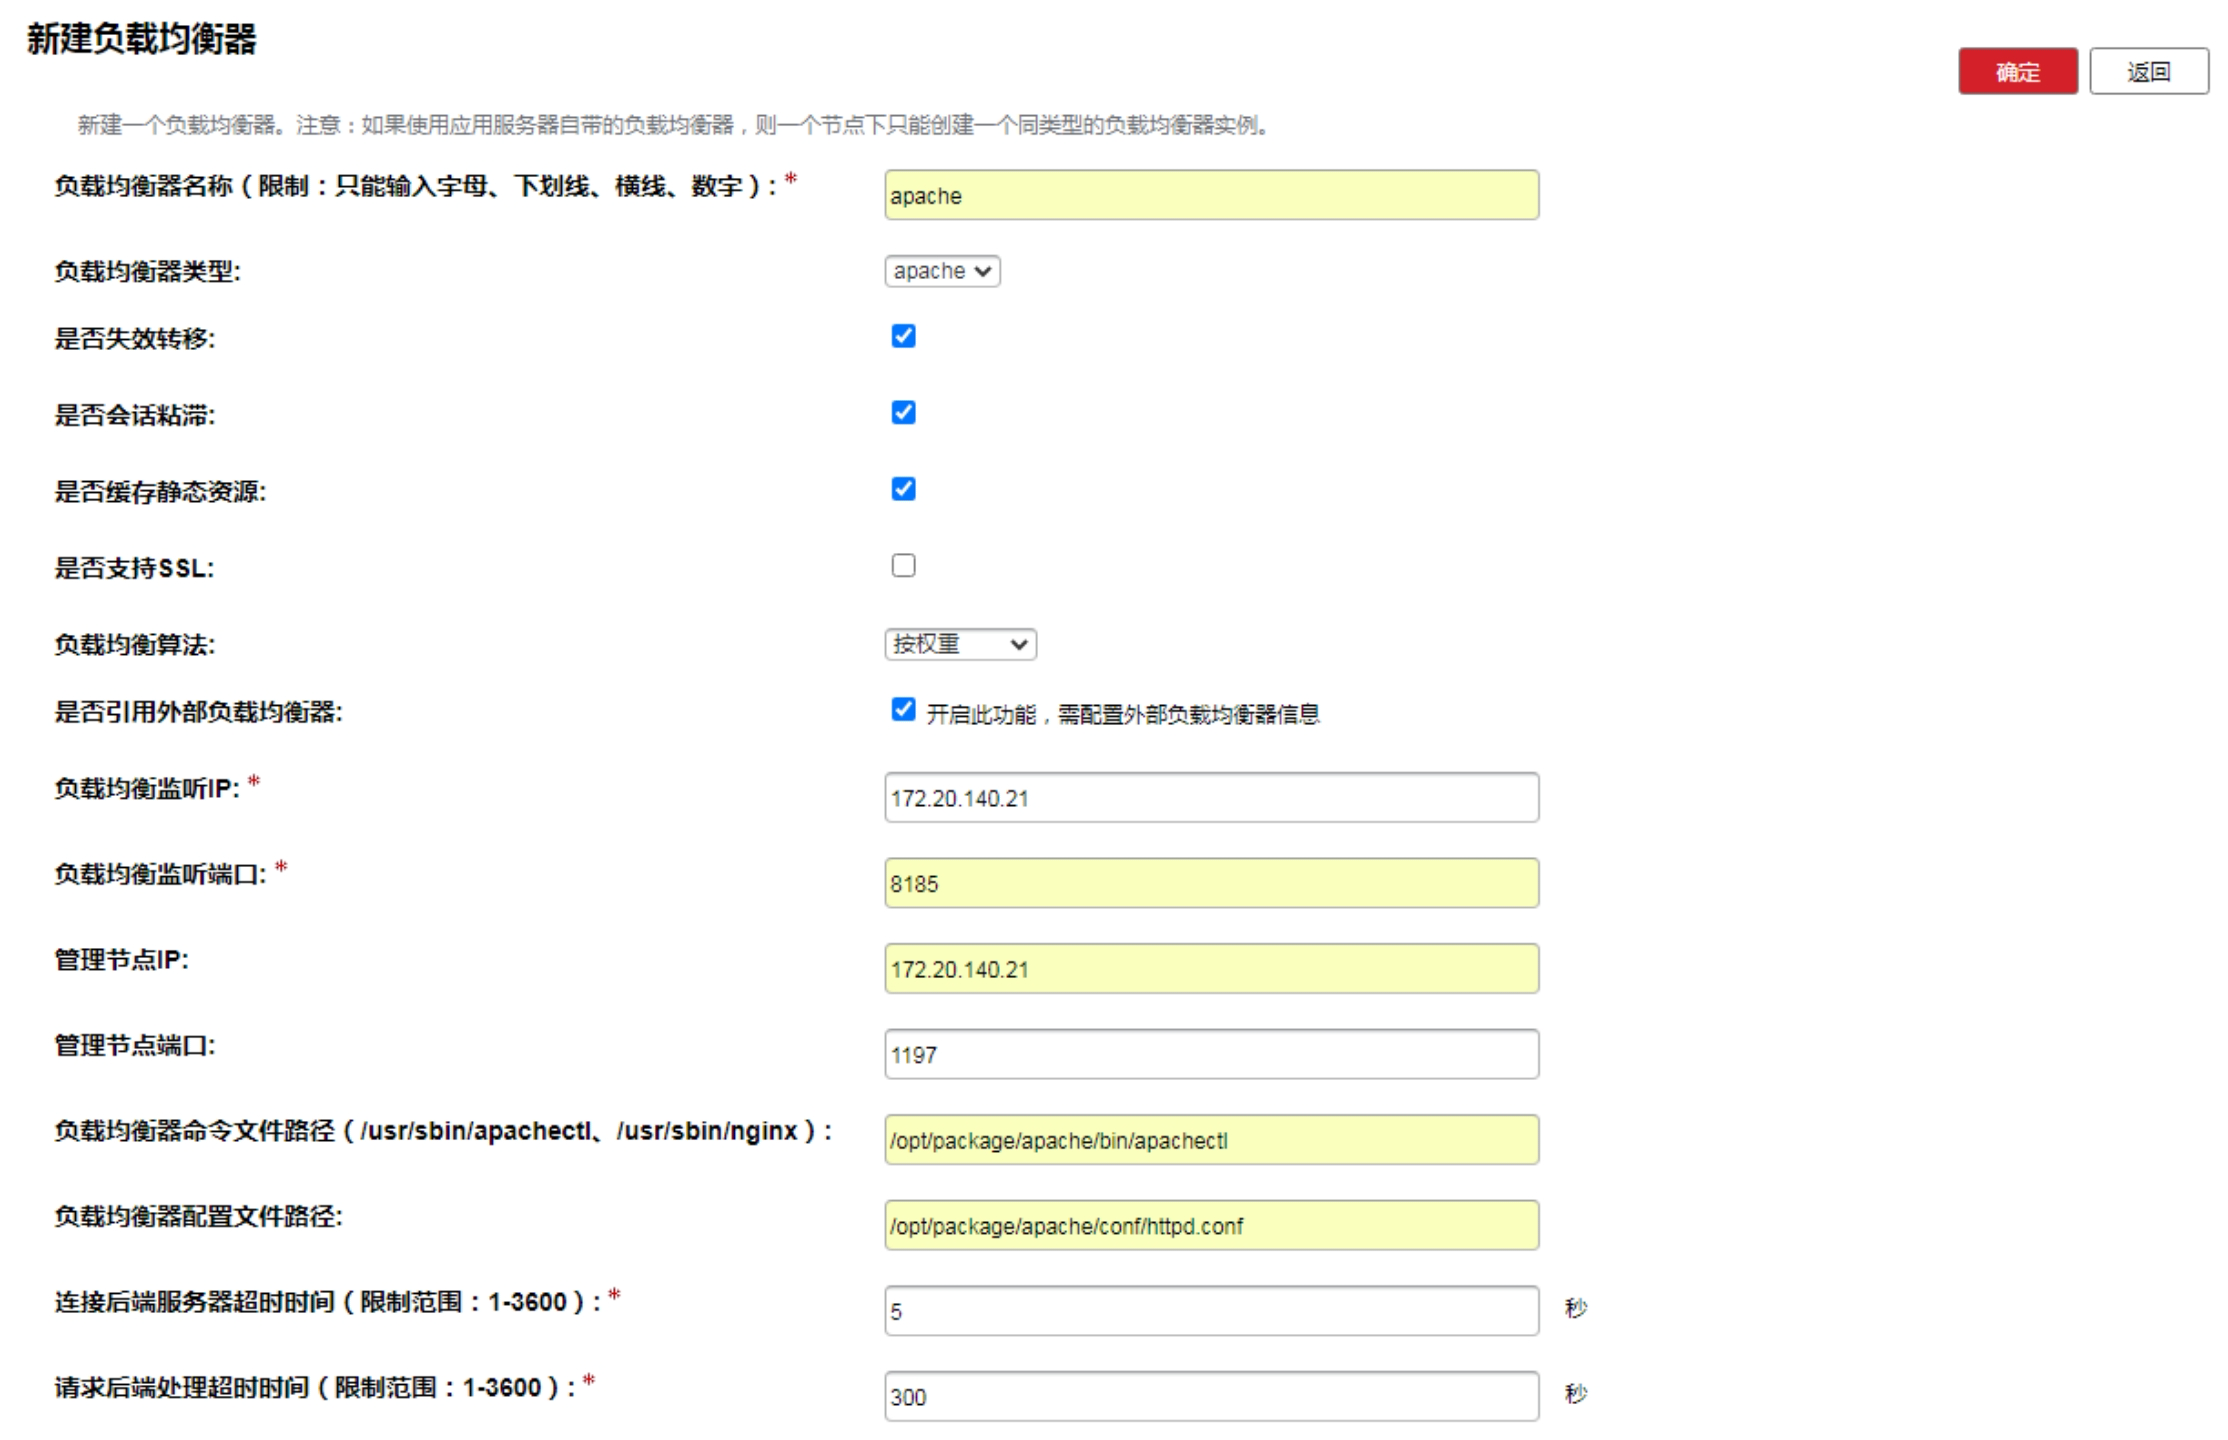 新建负载均衡器
确定 返回
新建一个负载均衡器。注意：如果使用应用服务器自带的负载均衡器，则一个节点下只能创建一个同类型的负载均衡器实例。
负载均衡器名称（限制：只能输入字母、下划线、横线、数字）：* apache
负载均衡器类型: apache
是否失效转移:
是否会话粘滞:
是否缓存静态资源:
是否支持SSL:
负载均衡算法: 按权重
是否引用外部负载均衡器: 开启此功能，需配置外部负载均衡器信息
负载均衡监听IP: * 172.20.140.21
负载均衡监听端口: * 8185
管理节点IP: 172.20.140.21
管理节点端口: 1197
负载均衡器命令文件路径（/usr/sbin/apachectl、/usr/sbin/nginx）: /opt/package/apache/bin/apachectl
负载均衡器配置文件路径: /opt/package/apache/conf/httpd.conf
连接后端服务器超时时间（限制范围：1-3600）: * 5 秒
请求后端处理超时时间（限制范围：1-3600）: * 300 秒